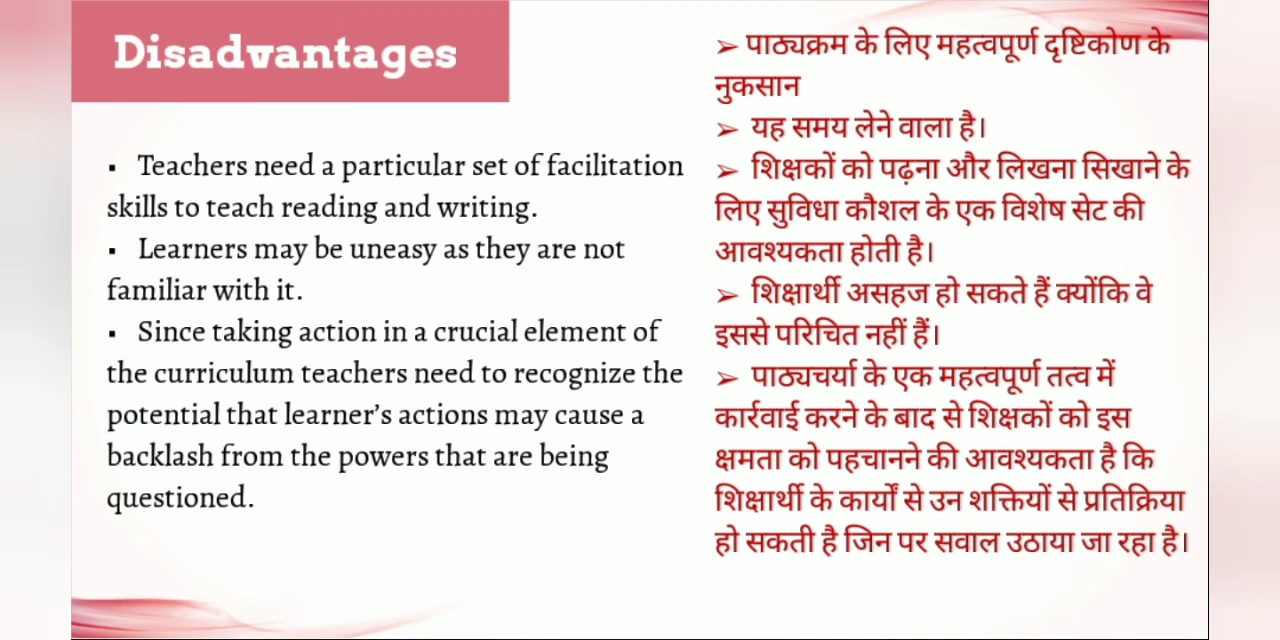 Disadvantages
▪ Teachers need a particular set of facilitation
skills to teach reading and writing.
▪ Learners may be uneasy as they are not
familiar with it.
▪ Since taking action in a crucial element of
the curriculum teachers need to recognize the
potential that learner’s actions may cause a
backlash from the powers that are being
questioned.
➢ पाठ्यक्रम के लिए महत्वपूर्ण दृष्टिकोण के
नुकसान
➢ यह समय लेने वाला है।
➢ शिक्षकों को पढ़ना और लिखना सिखाने के
लिए सुविधा कौशल के एक विशेष सेट की
आवश्यकता होती है।
➢ शिक्षार्थी असहज हो सकते हैं क्योंकि वे
इससे परिचित नहीं हैं।
➢ पाठ्यचर्या के एक महत्वपूर्ण तत्व में
कार्रवाई करने के बाद से शिक्षकों को इस
क्षमता को पहचानने की आवश्यकता है कि
शिक्षार्थी के कार्यों से उन शक्तियों से प्रतिक्रिया
हो सकती है जिन पर सवाल उठाया जा रहा है।